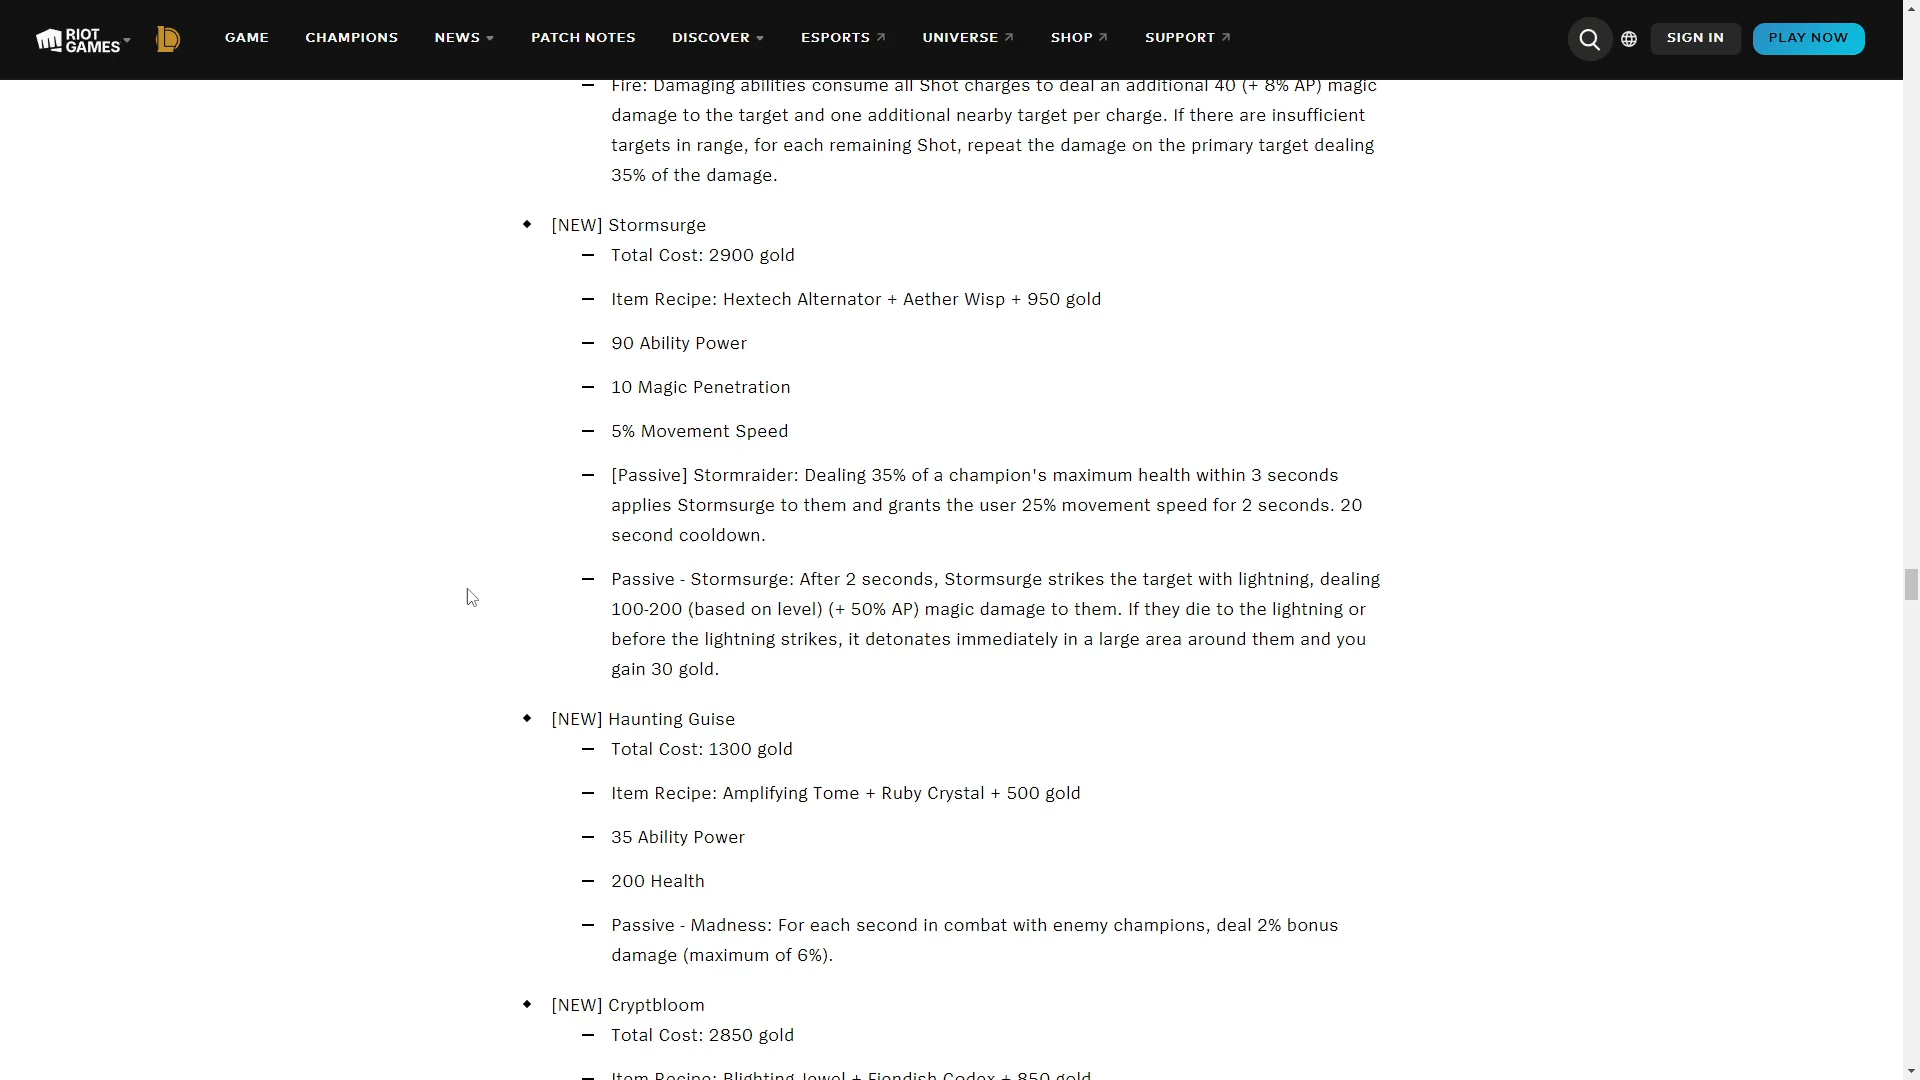 RIOT GAMES
GAME
CHAMPIONS
NEWS
PATCH NOTES
DISCOVER
ESPORTS
UNIVERSE
SHOP
SUPPORT
SIGN IN
PLAY NOW
Fire: Damaging abilities consume all Shot charges to deal an additional 40 (+ 8% AP) magic
damage to the target and one additional nearby target per charge. If there are insufficient
targets in range, for each remaining Shot, repeat the damage on the primary target dealing
35% of the damage.
[NEW] Stormsurge
Total Cost: 2900 gold
Item Recipe: Hextech Alternator + Aether Wisp + 950 gold
90 Ability Power
10 Magic Penetration
5% Movement Speed
[Passive] Stormraider: Dealing 35% of a champion's maximum health within 3 seconds
applies Stormsurge to them and grants the user 25% movement speed for 2 seconds. 20
second cooldown.
Passive - Stormsurge: After 2 seconds, Stormsurge strikes the target with lightning, dealing
100-200 (based on level) (+ 50% AP) magic damage to them. If they die to the lightning or
before the lightning strikes, it detonates immediately in a large area around them and you
gain 30 gold.
[NEW] Haunting Guise
Total Cost: 1300 gold
Item Recipe: Amplifying Tome + Ruby Crystal + 500 gold
35 Ability Power
200 Health
Passive - Madness: For each second in combat with enemy champions, deal 2% bonus
damage (maximum of 6%).
[NEW] Cryptbloom
Total Cost: 2850 gold
Item Recipe: Blighting Jewel + Fiendish Codex + 850 gold